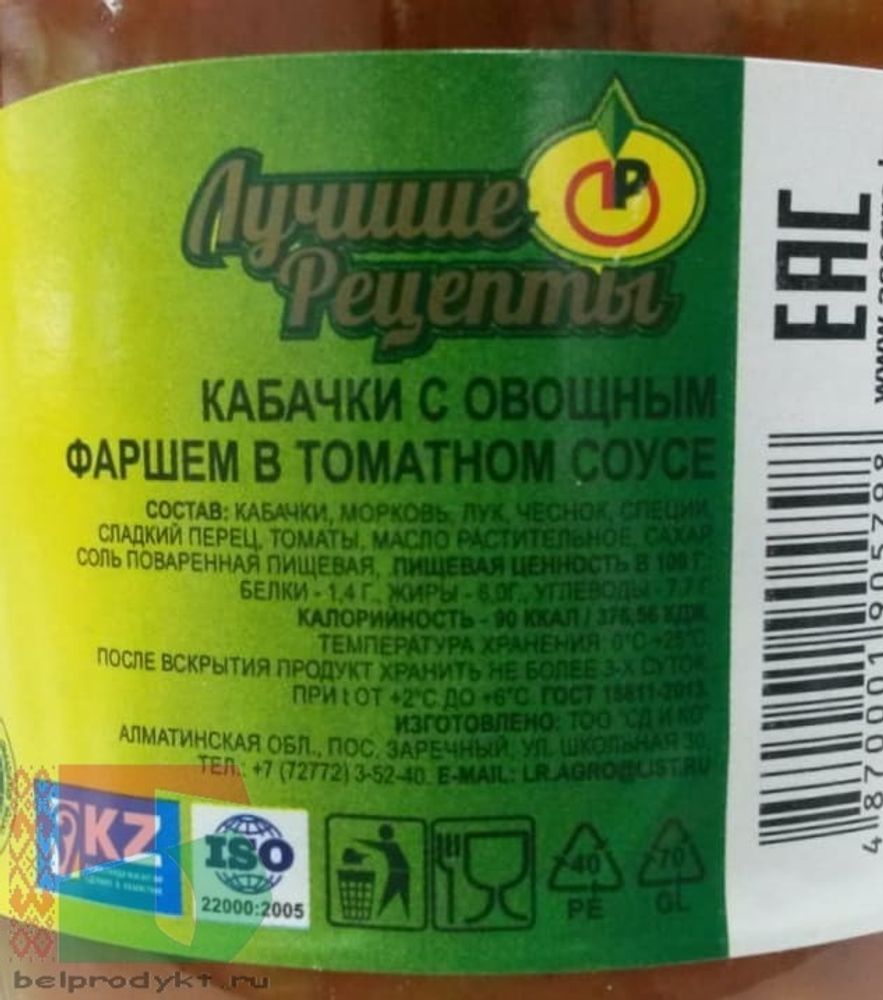 Лучшие
Рецепты
1P
EAC
КАБАЧКИ С ОВОЩНЫМ
ФАРШЕМ В ТОМАТНОМ СОУСЕ
СОСТАВ: КАБАЧКИ, МОРКОВЬ, ЛУК, ЧЕСНОК, СПЕЦИИ,
СЛАДКИЙ ПЕРЕЦ, ТОМАТЫ, МАСЛО РАСТИТЕЛЬНОЕ, САХАР
СОЛЬ ПОВАРЕННАЯ ПИЩЕВАЯ, ПИЩЕВАЯ ЦЕННОСТЬ В 100 Г.:
БЕЛКИ - 1,4 Г., ЖИРЫ - 6,0Г., УГЛЕВОДЫ - 7,7 Г
КАЛОРИЙНОСТЬ - 90 ККАЛ / 376,56 КДЖ.
ТЕМПЕРАТУРА ХРАНЕНИЯ 0°С +25°С
ПОСЛЕ ВСКРЫТИЯ ПРОДУКТ ХРАНИТЬ НЕ БОЛЕЕ 3-Х СУТОК
ПРИ t ОТ +2°С ДО +6°С ГОСТ 18611-2013
ИЗГОТОВЛЕНО: ТОО "СД И КО"
АЛМАТИНСКАЯ ОБЛ., ПОС. ЗАРЕЧНЫЙ, УЛ. ШКОЛЬНАЯ 30,
ТЕЛ.: +7 (72772) 3-52-40. E-MAIL: LR.AGRO@LIST.RU
KZ
ISO
22000:2005
40
PE
70
GL
4870001905798
www.
belprodykt.ru